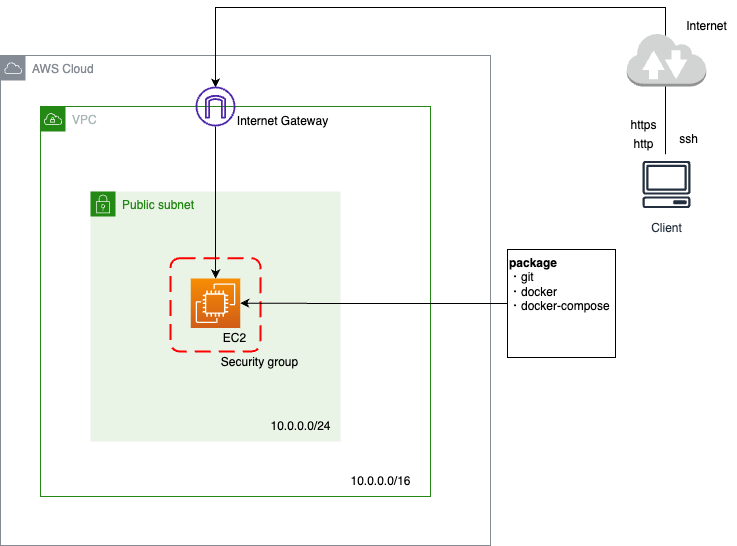 Internet
AWS Cloud
VPC
Internet Gateway
https
http
ssh
Client
Public subnet
package
・git
・docker
・docker-compose
EC2
Security group
10.0.0.0/24
10.0.0.0/16